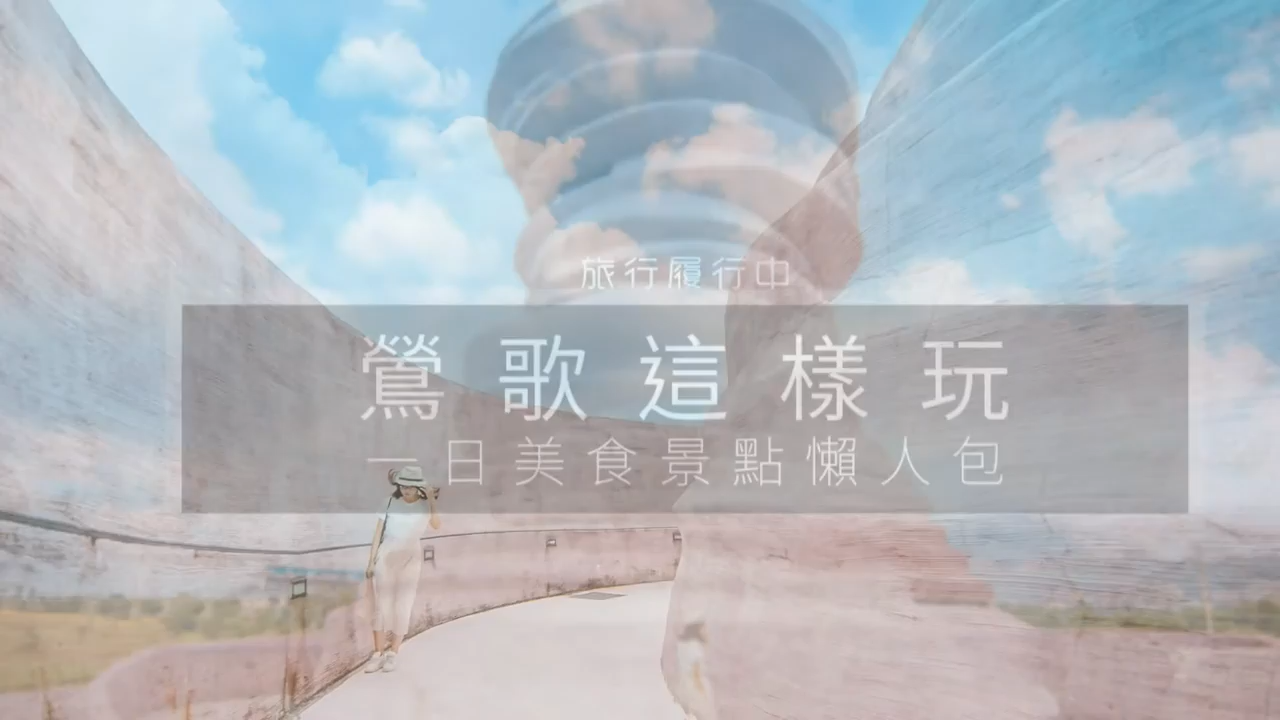 旅行履行中
鶯歌這樣玩
一日美食景點懶人包